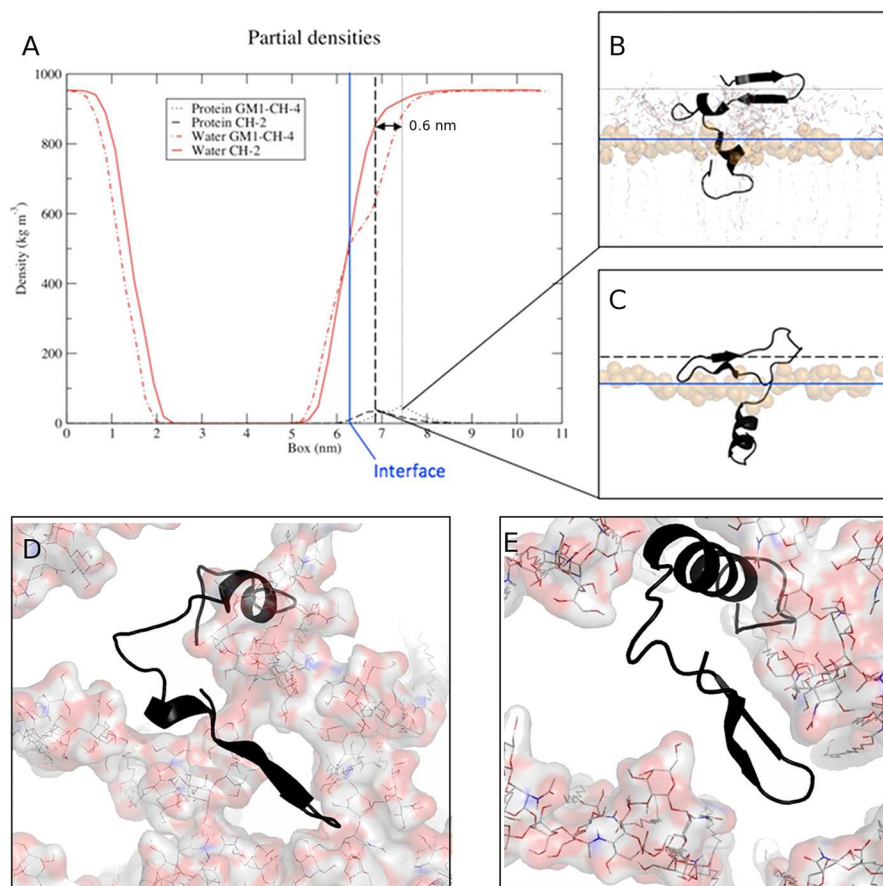 A
Partial densities
B
1000
800
600
400
200
0
Density (kg m⁻³)
Protein GM1-CH-4
Protein CH-2
Water GM1-CH-4
Water CH-2
0.6 nm
0 1 2 3 4 5 6 7 8 9 10 11
Box (nm)
Interface
C
D
E